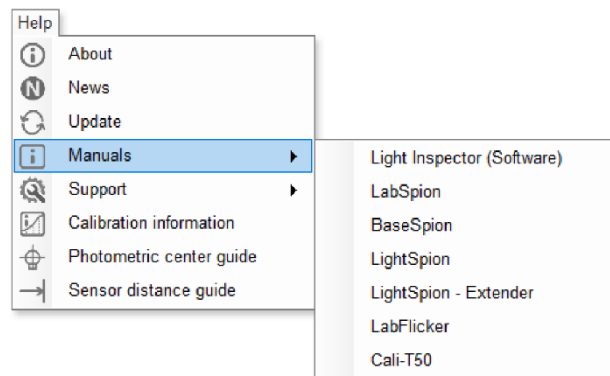 Help
About
News
Update
Manuals
Support
Calibration information
Photometric center guide
Sensor distance guide
Light Inspector (Software)
LabSpion
BaseSpion
LightSpion
LightSpion - Extender
LabFlicker
Cali-T50